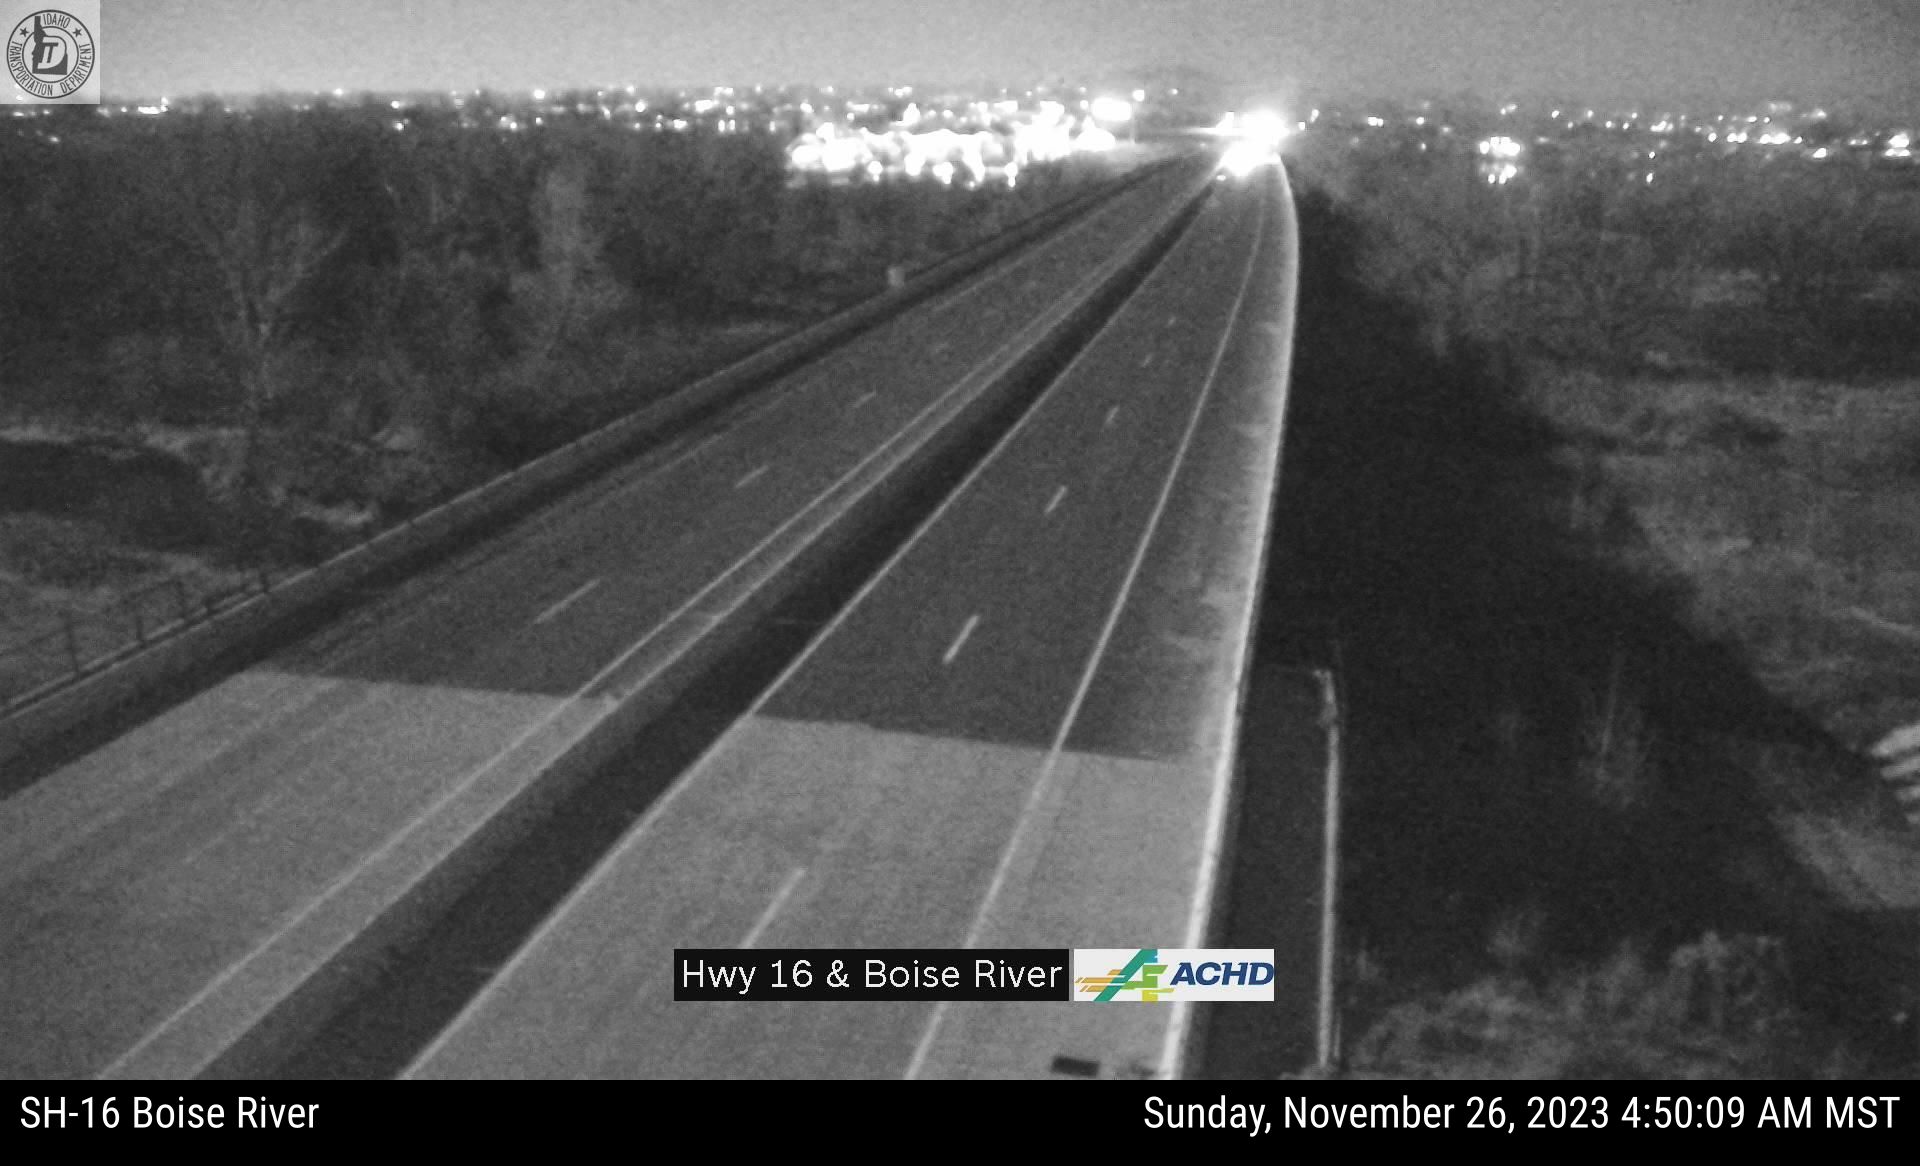 IDAHO
TRANSPORTATION DEPARTMENT
IT
Hwy 16 & Boise River
ACHD
SH-16 Boise River
Sunday, November 26, 2023 4:50:09 AM MST